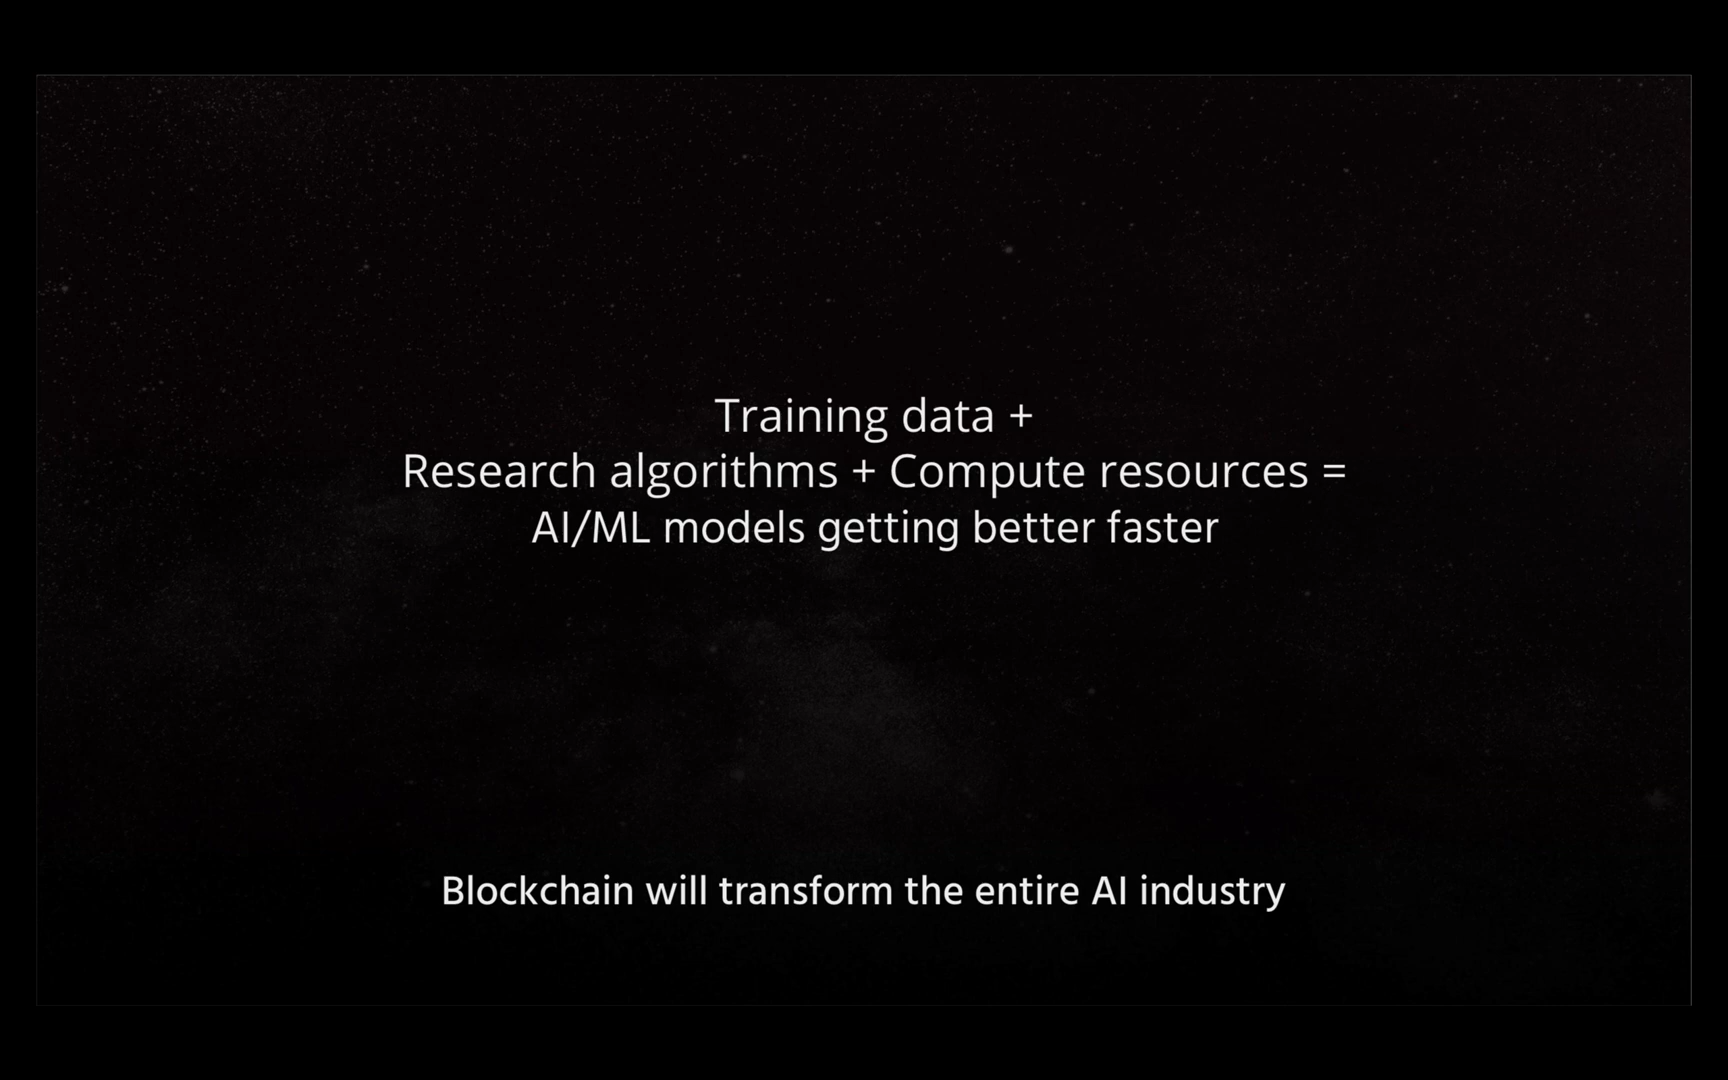 Training data +
Research algorithms + Compute resources =
AI/ML models getting better faster
Blockchain will transform the entire AI industry